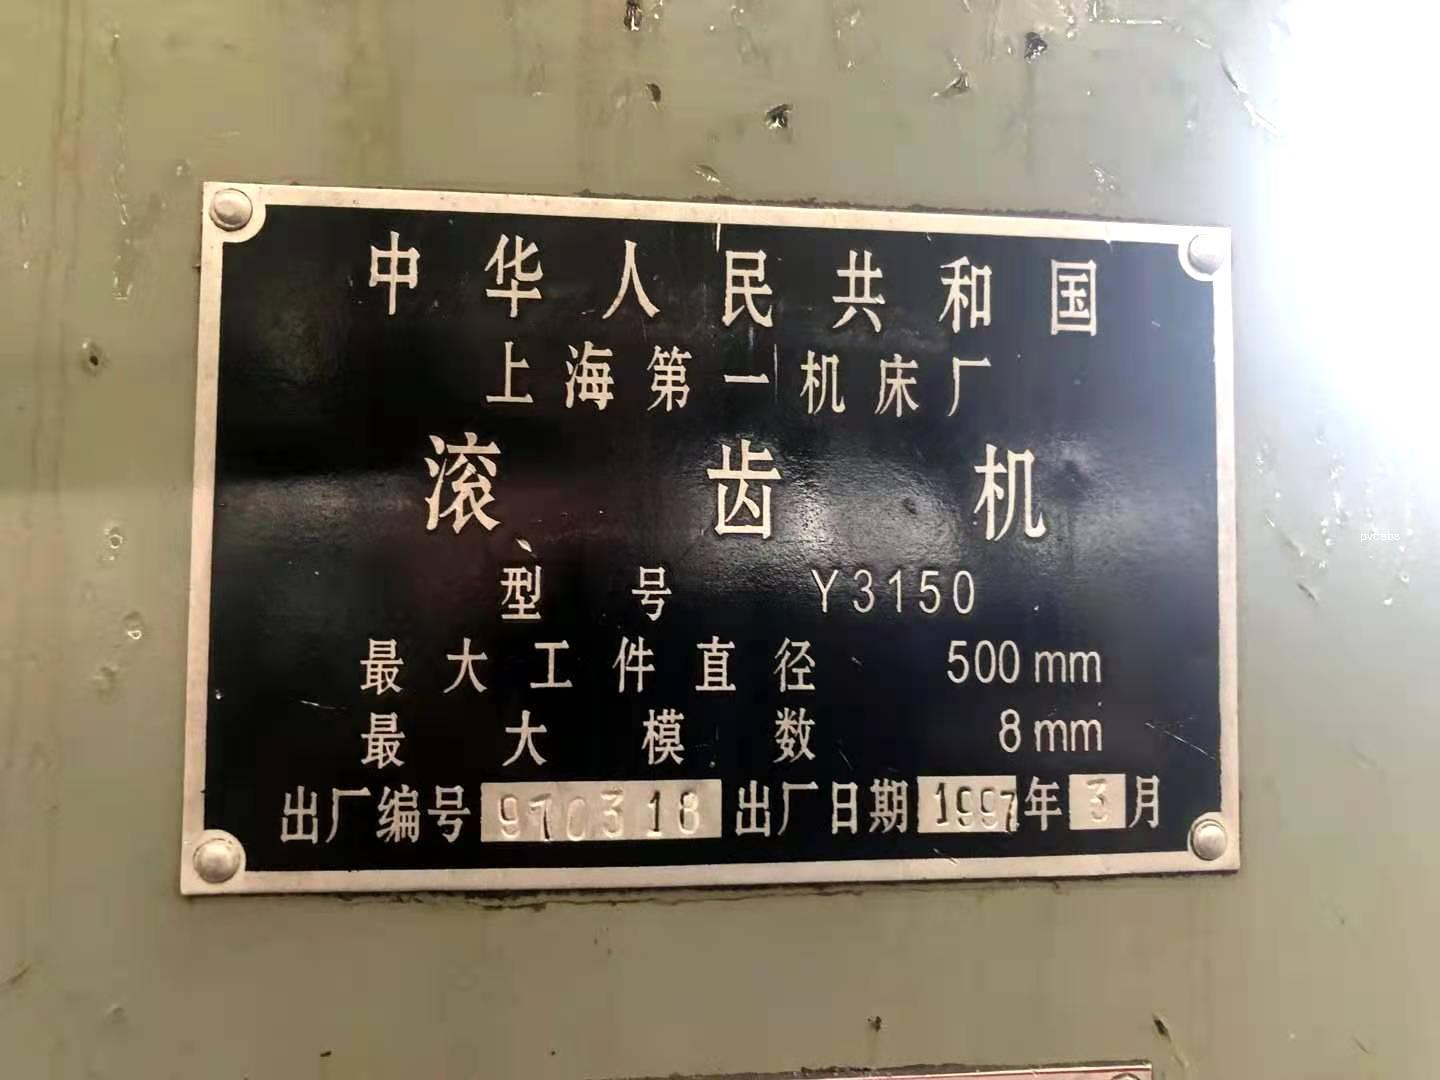 中华人民共和国
上海第一机床厂
滚齿机
型号 Y3150
最大工件直径 500mm
最大模数 8mm
出厂编号 970318 出厂日期 1997年3月
pvcabs